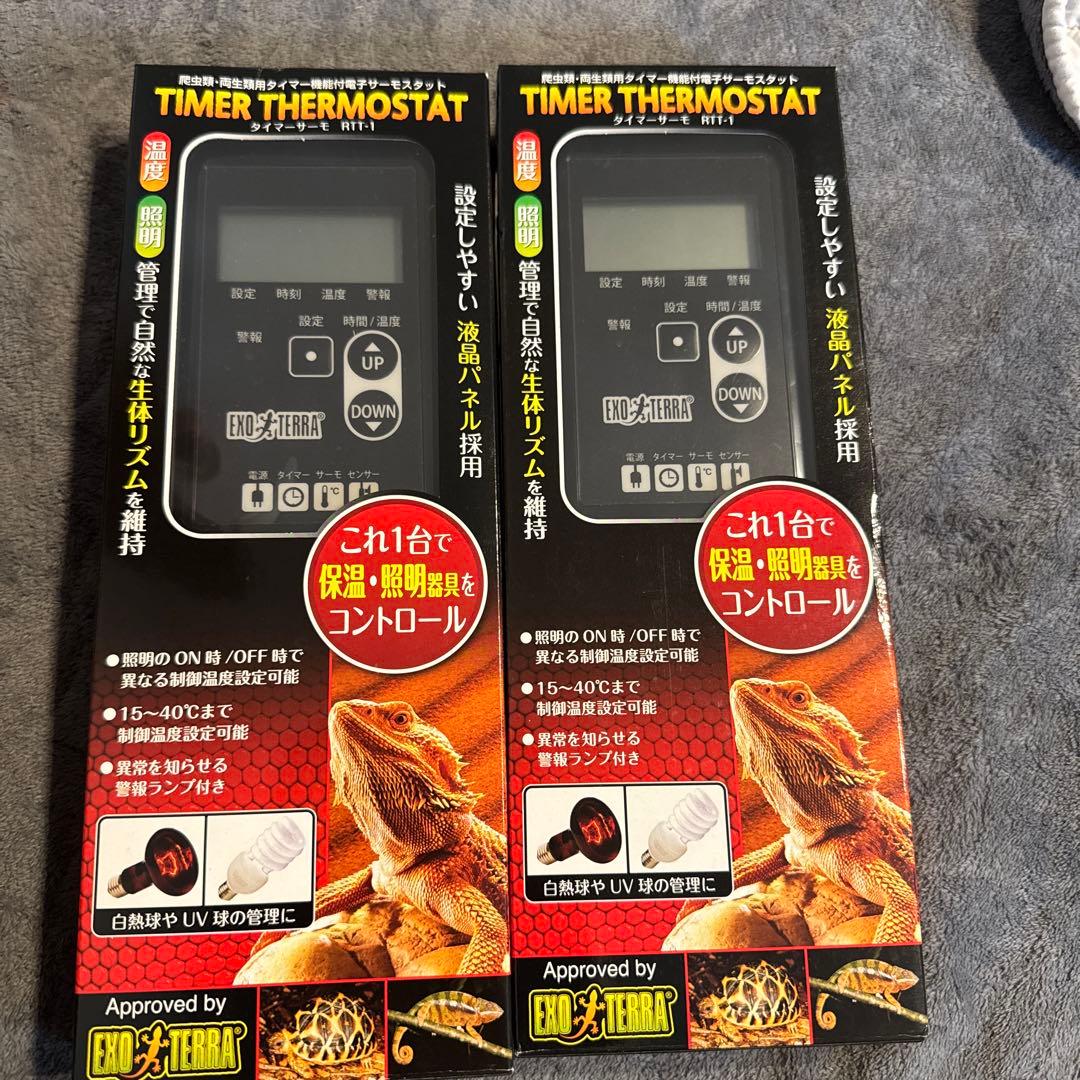 爬虫類・両生類用タイマー機能付電子サーモスタット
TIMER THERMOSTAT
タイマーサーモ RTT-1
温度
照明
管理で自然な生体リズムを維持
設定しやすい液晶パネル採用
設定 時刻 温度 警報
設定 時間/温度
警報
UP
DOWN
EXO TERRA®
電源 タイマー サーモ センサー
℃
これ1台で
保温・照明器具を
コントロール
●照明のON時/OFF時で
異なる制御温度設定可能
●15〜40℃まで
制御温度設定可能
●異常を知らせる
警報ランプ付き
白熱球やUV球の管理に
Approved by
EXO TERRA®
爬虫類・両生類用タイマー機能付電子サーモスタット
TIMER THERMOSTAT
タイマーサーモ RTT-1
温度
照明
管理で自然な生体リズムを維持
設定しやすい液晶パネル採用
設定 時刻 温度 警報
設定 時間/温度
警報
UP
DOWN
EXO TERRA®
電源 タイマー サーモ センサー
℃
これ1台で
保温・照明器具を
コントロール
●照明のON時/OFF時で
異なる制御温度設定可能
●15〜40℃まで
制御温度設定可能
●異常を知らせる
警報ランプ付き
白熱球やUV球の管理に
Approved by
EXO TERRA®